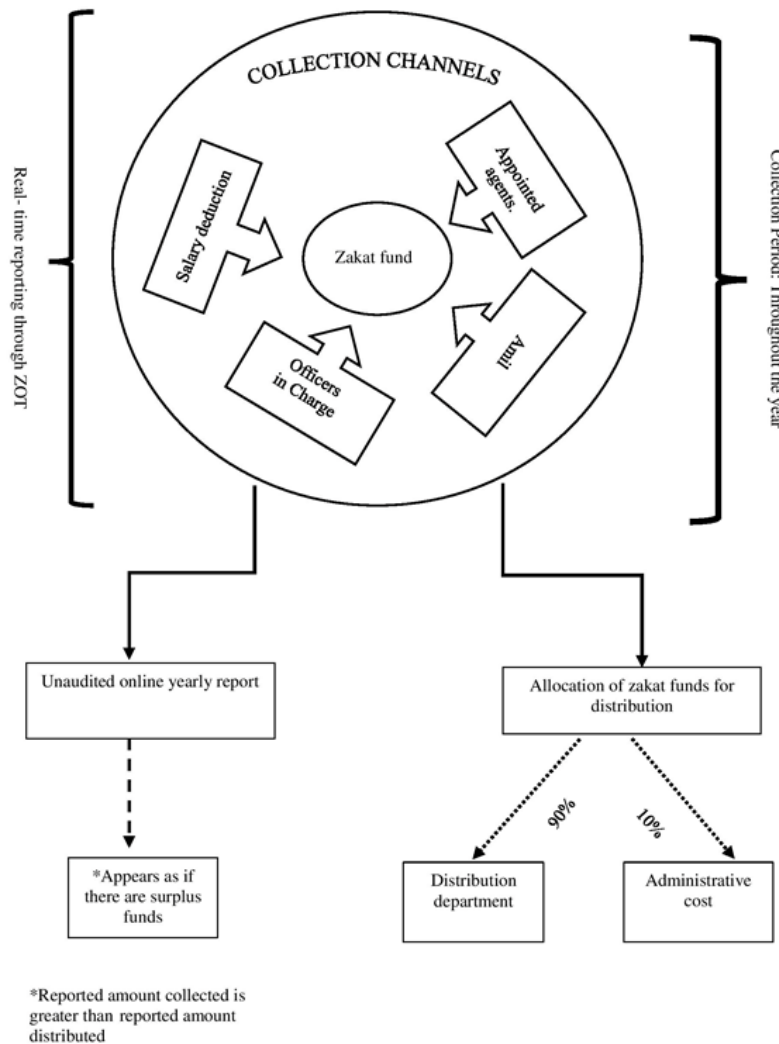 COLLECTION CHANNELS
Real- time reporting through ZOT
Collection Period: Throughout the year
Salary deduction
Appointed
agents.
Zakat fund
Officers
in Charge
Amil
Unaudited online yearly report
Allocation of zakat funds for
distribution
90%
10%
*Appears as if
there are surplus
funds
Distribution
department
Administrative
cost
*Reported amount collected is
greater than reported amount
distributed